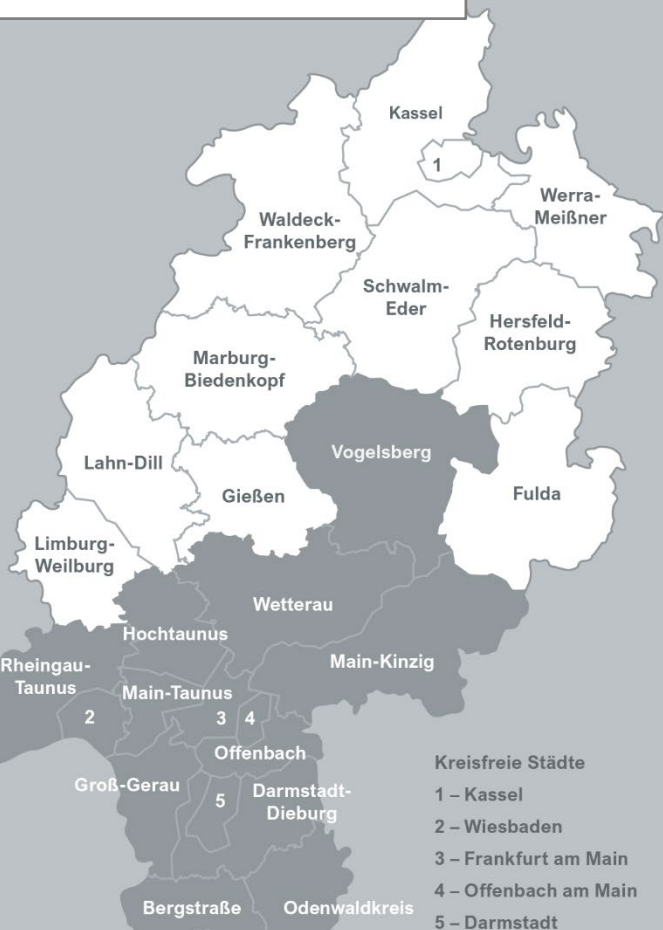 Kassel
1
Werra-
Meißner
Waldeck-
Frankenberg
Schwalm-
Eder
Hersfeld-
Rotenburg
Marburg-
Biedenkopf
Vogelsberg
Lahn-Dill
Gießen
Fulda
Limburg-
Weilburg
Wetterau
Hochtaunus
Main-Kinzig
Rheingau-
Taunus
Main-Taunus
2
3
4
Offenbach
Groß-Gerau
5
Darmstadt-
Dieburg
Bergstraße
Odenwaldkreis
Kreisfreie Städte
1 – Kassel
2 – Wiesbaden
3 – Frankfurt am Main
4 – Offenbach am Main
5 – Darmstadt